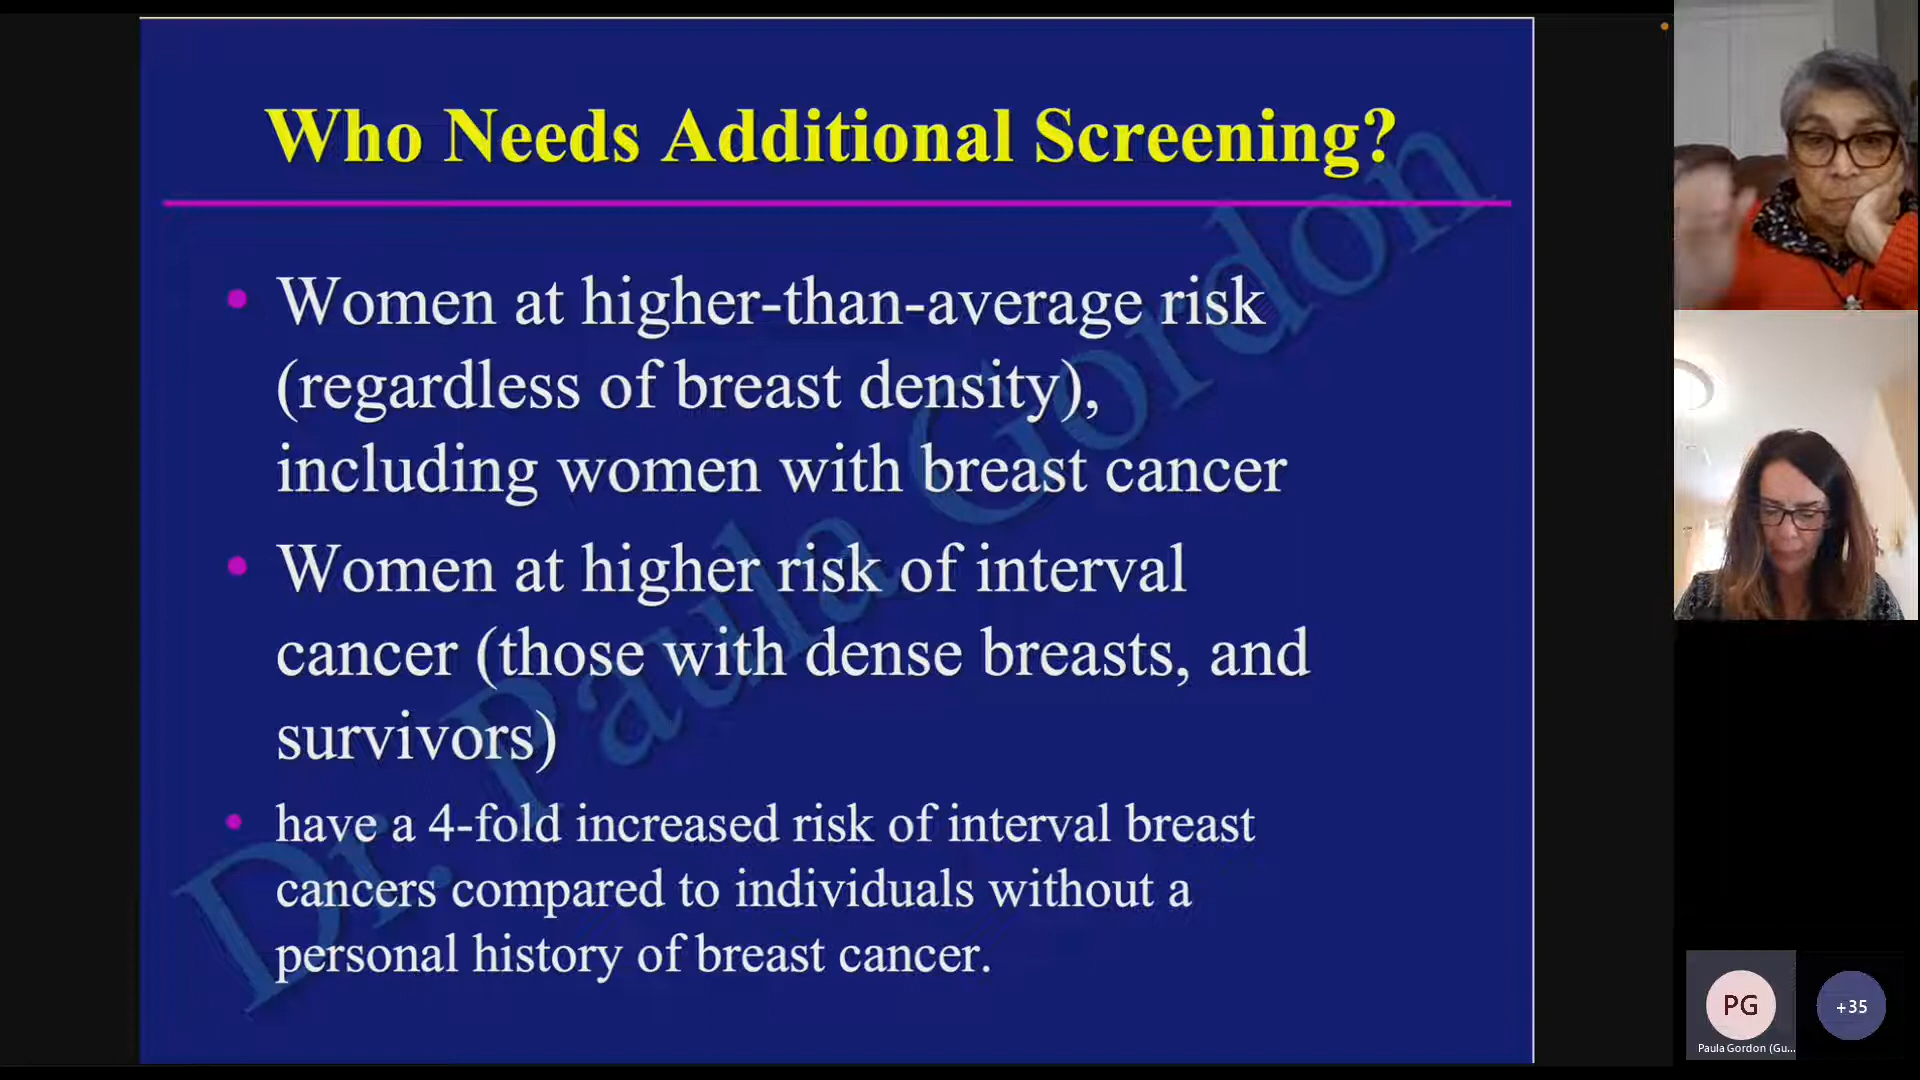 Who Needs Additional Screening?
Women at higher-than-average risk
(regardless of breast density),
including women with breast cancer
Women at higher risk of interval
cancer (those with dense breasts, and
survivors)
have a 4-fold increased risk of interval breast
cancers compared to individuals without a
personal history of breast cancer.
Dr. Paula Gordon
PG
+35
Paula Gordon (Gu...